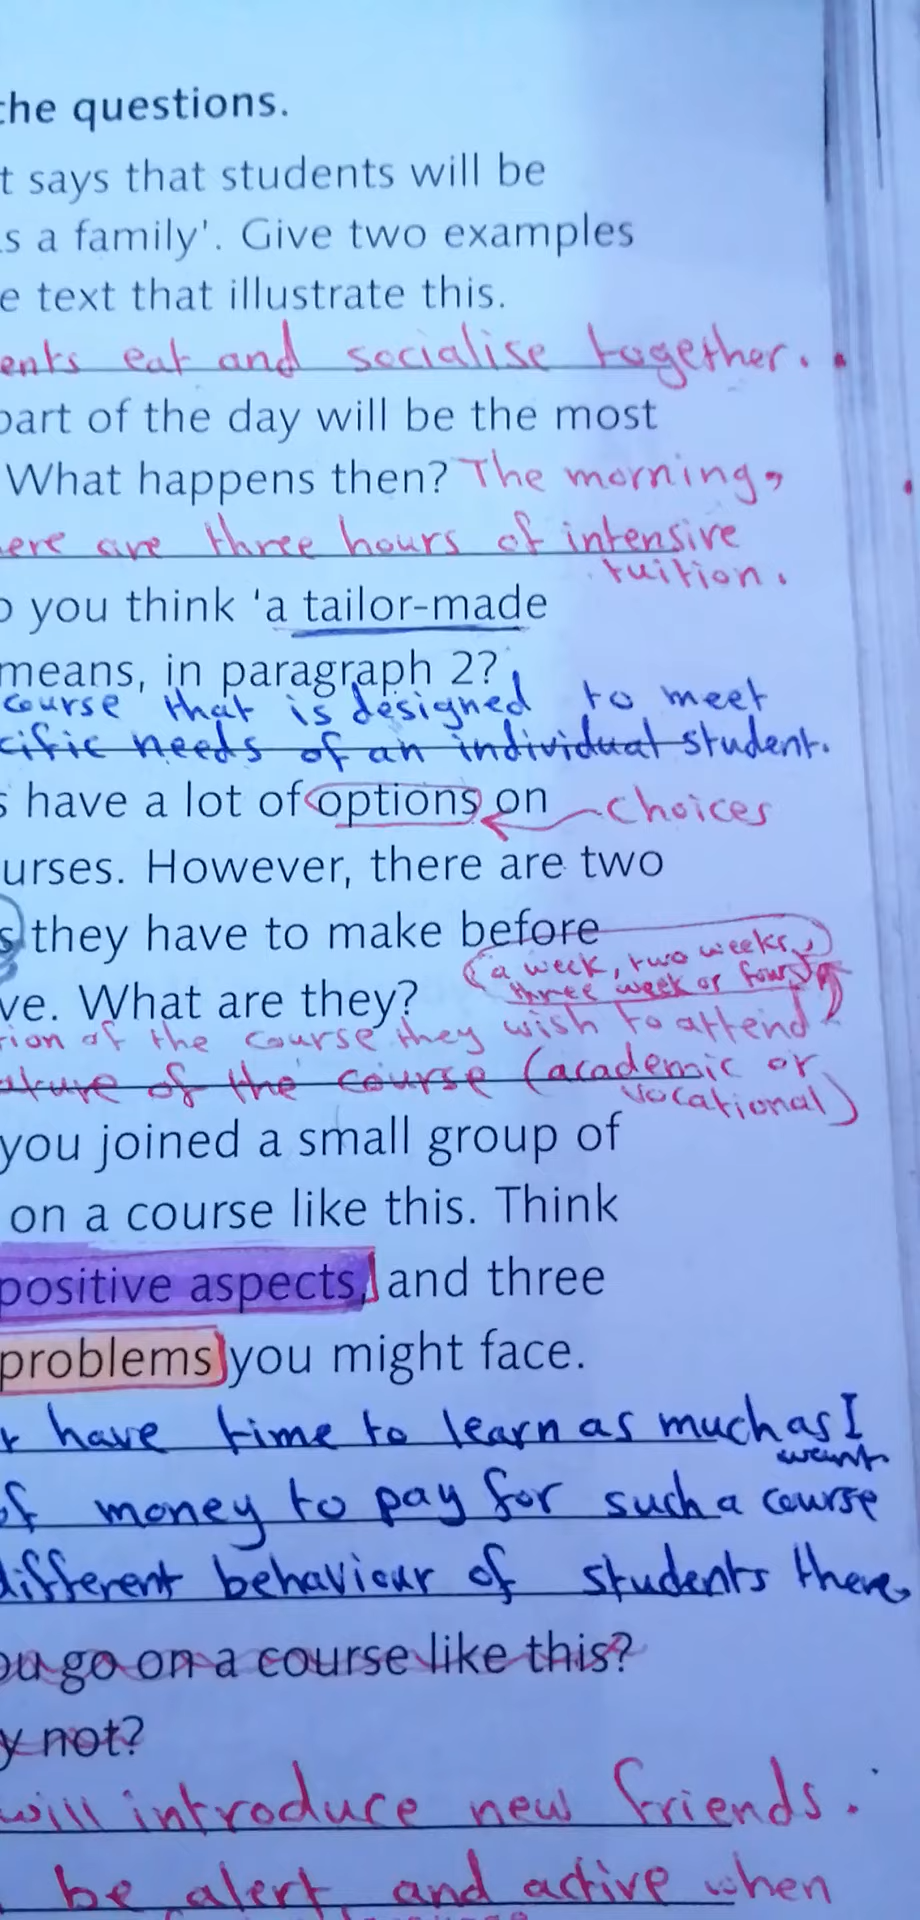 the questions.
t says that students will be
s a family'. Give two examples
e text that illustrate this.
ents eat and socialise together.
part of the day will be the most
What happens then? The morning,
ere are three hours of intensive
tuition.
you think 'a tailor-made
means, in paragraph 2?
course that is designed to meet
cific needs of an individual student.
s have a lot of options on choices
urses. However, there are two
s they have to make before
(a week, two weeks,
three week or four)
ve. What are they?
tion of the course they wish to attend
ature of the course (academic or
vocational)
you joined a small group of
on a course like this. Think
positive aspects, and three
problems you might face.
t have time to learn as much as I
want
of money to pay for such a course
different behaviour of students there
ou go on a course like this?
y not?
will introduce new friends.
be alert and active when